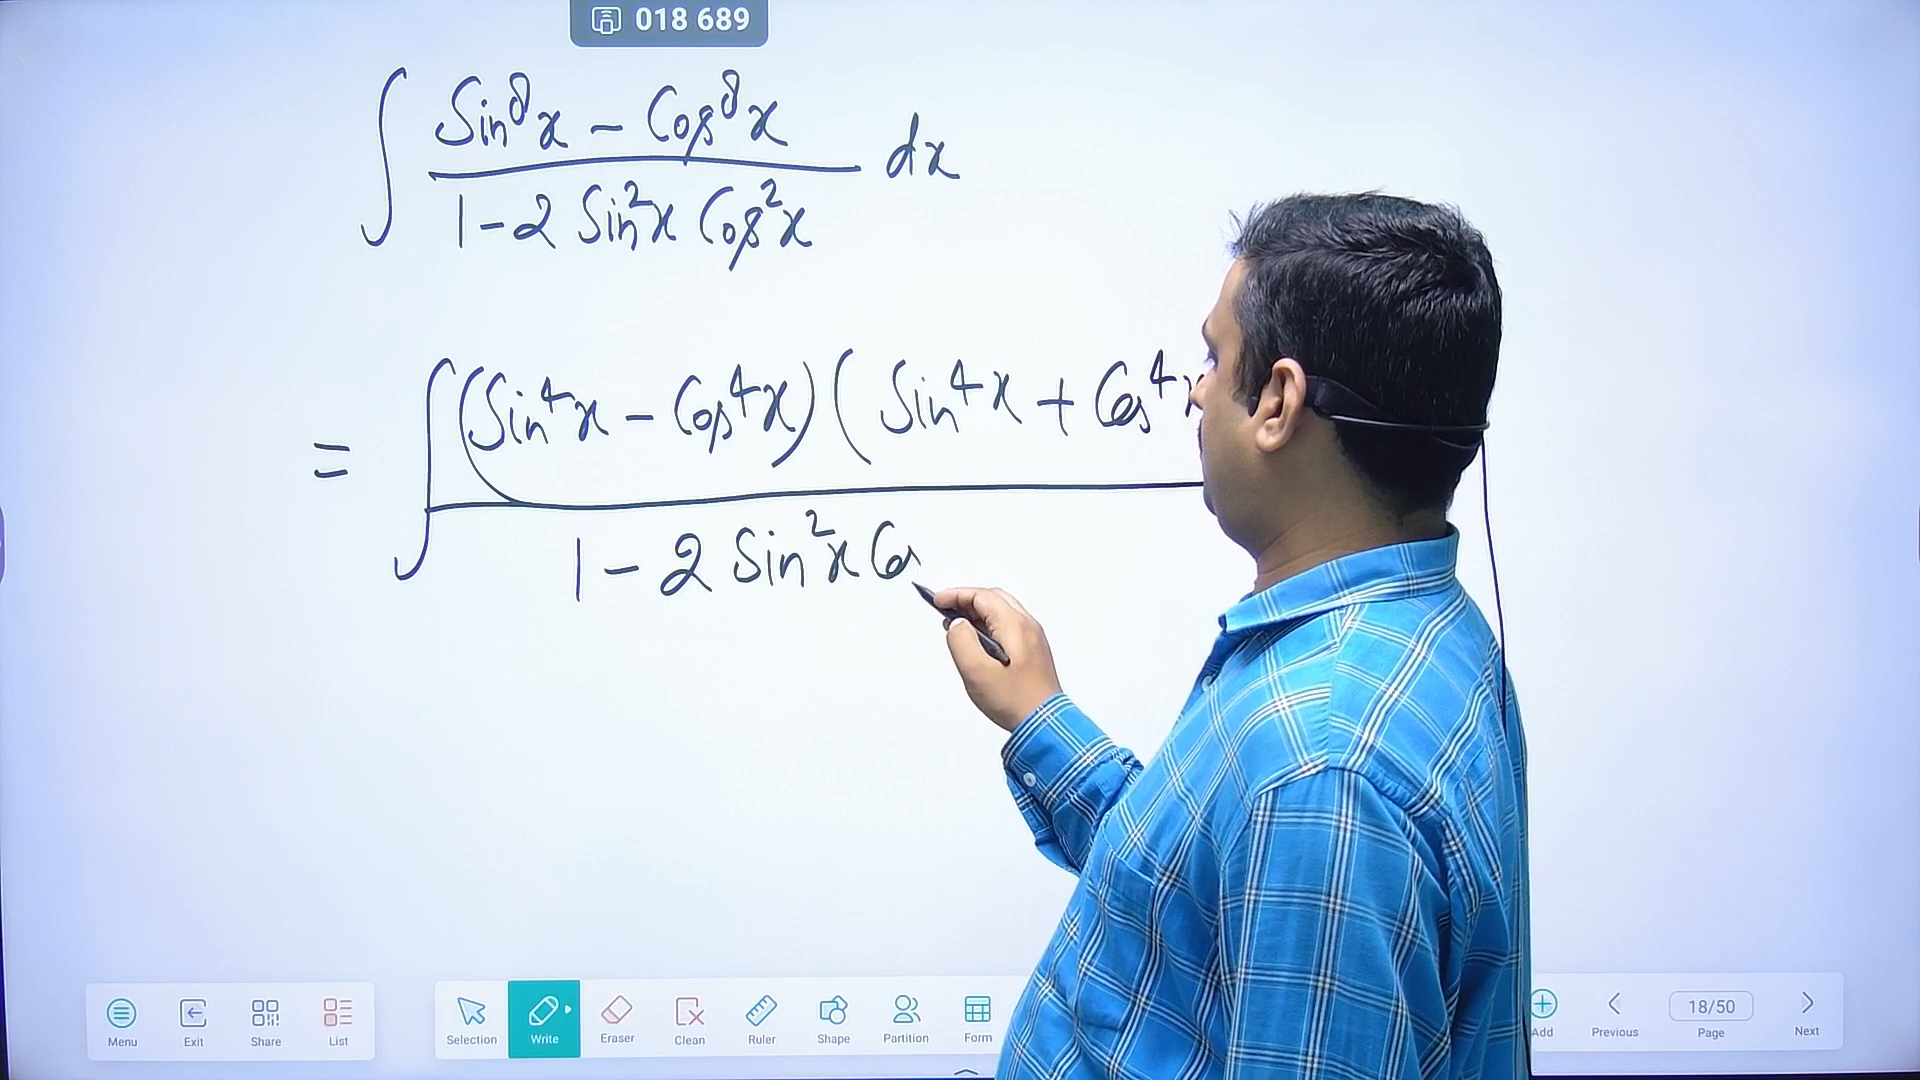 018 689
∫ Sin⁸x - Cos⁸x dx
1-2 Sin²x Cos²x
= ∫ (Sin⁴x - Cos⁴x)( Sin⁴x + Cos⁴x
1 - 2 Sin²x Cos
Menu Exit Share List Selection Write Eraser Clean Ruler Shape Partition Form Add Previous 18/50 Page Next